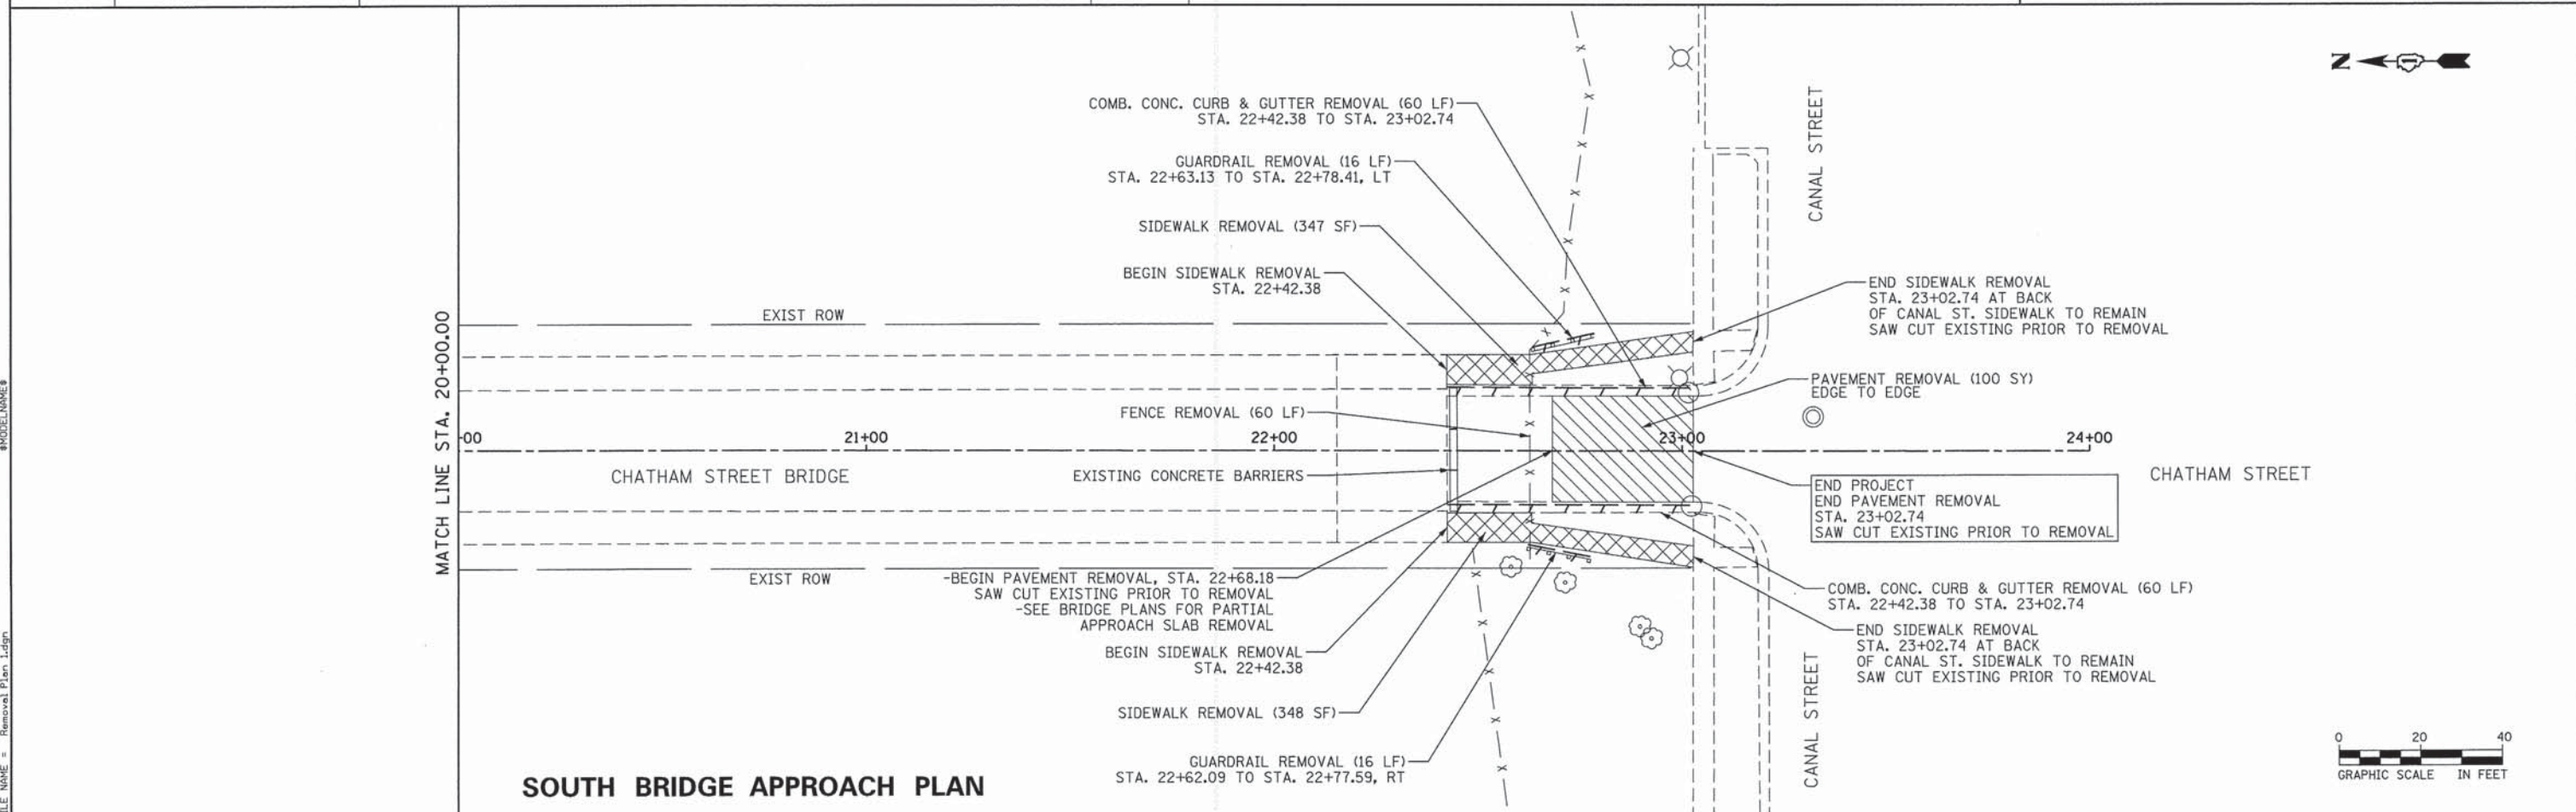 N
COMB. CONC. CURB & GUTTER REMOVAL (60 LF)
STA. 22+42.38 TO STA. 23+02.74
GUARDRAIL REMOVAL (16 LF)
STA. 22+63.13 TO STA. 22+78.41, LT
SIDEWALK REMOVAL (347 SF)
BEGIN SIDEWALK REMOVAL
STA. 22+42.38
CANAL STREET
END SIDEWALK REMOVAL
STA. 23+02.74 AT BACK
OF CANAL ST. SIDEWALK TO REMAIN
SAW CUT EXISTING PRIOR TO REMOVAL
EXIST ROW
MATCH LINE STA. 20+00.00
PAVEMENT REMOVAL (100 SY)
EDGE TO EDGE
FENCE REMOVAL (60 LF)
-00
21+00
22+00
23+00
24+00
CHATHAM STREET BRIDGE
EXISTING CONCRETE BARRIERS
CHATHAM STREET
END PROJECT
END PAVEMENT REMOVAL
STA. 23+02.74
SAW CUT EXISTING PRIOR TO REMOVAL
EXIST ROW
-BEGIN PAVEMENT REMOVAL, STA. 22+68.18
SAW CUT EXISTING PRIOR TO REMOVAL
-SEE BRIDGE PLANS FOR PARTIAL
APPROACH SLAB REMOVAL
COMB. CONC. CURB & GUTTER REMOVAL (60 LF)
STA. 22+42.38 TO STA. 23+02.74
BEGIN SIDEWALK REMOVAL
STA. 22+42.38
END SIDEWALK REMOVAL
STA. 23+02.74 AT BACK
OF CANAL ST. SIDEWALK TO REMAIN
SAW CUT EXISTING PRIOR TO REMOVAL
SIDEWALK REMOVAL (348 SF)
CANAL STREET
GUARDRAIL REMOVAL (16 LF)
STA. 22+62.09 TO STA. 22+77.59, RT
SOUTH BRIDGE APPROACH PLAN
0 20 40
GRAPHIC SCALE IN FEET
$MODELNAME$
LE NAME = Removal Plan 1.dgn